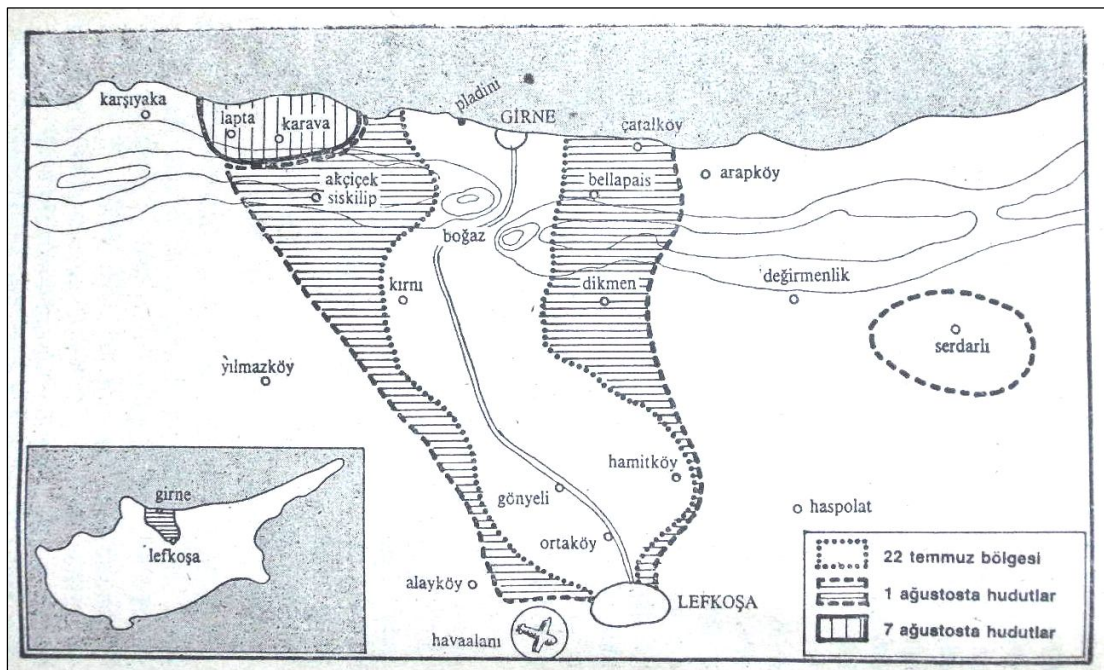 karşıyaka
lapta
karava
pladini
GİRNE
çatalköy
arapköy
akçiçek
siskilip
bellapais
boğaz
kırnı
dikmen
değirmenlik
serdarlı
yılmazköy
hamitköy
gönyeli
haspolat
ortaköy
alayköy
LEFKOŞA
havaalanı
girne
lefkoşa
22 temmuz bölgesi
1 ağustosta hudutlar
7 ağustosta hudutlar